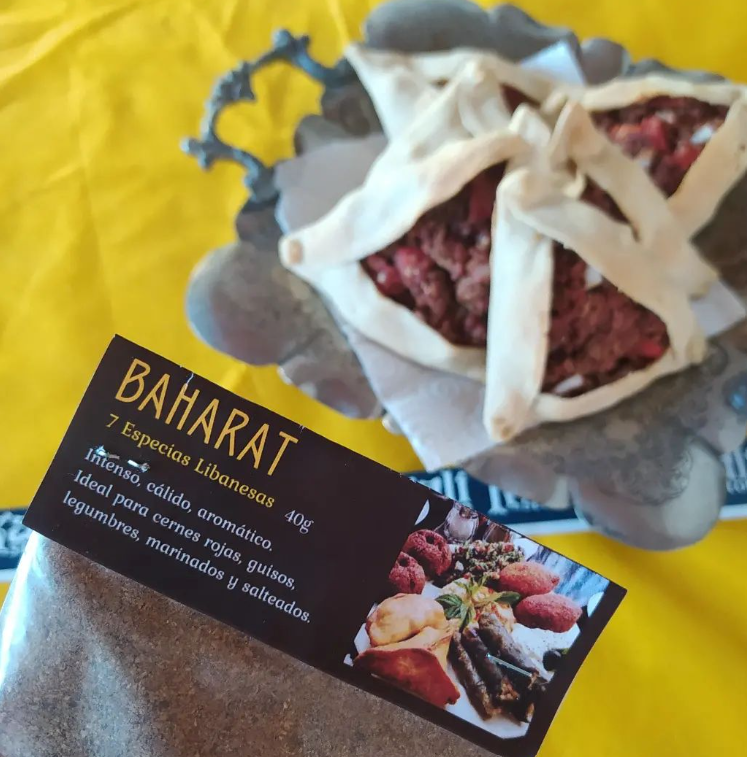 BAHARAT
7 Especias Libanesas
40g
Intenso, cálido, aromático.
Ideal para cernes rojas, guisos,
legumbres, marinados y salteados.